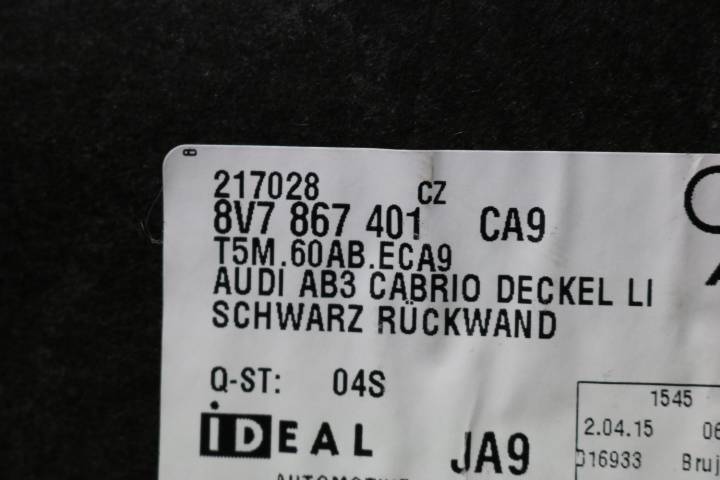 217028 CZ
8V7 867 401 CA9
T5M.60AB.ECA9
AUDI AB3 CABRIO DECKEL LI
SCHWARZ RÜCKWAND
Q-ST: 04S
1545
iDEAL JA9
2.04.15 06
016933 Bruj